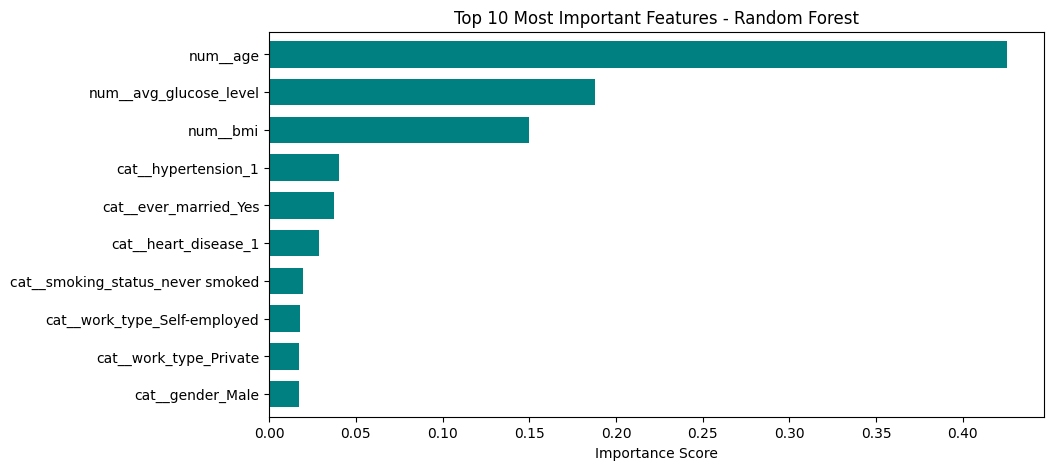 Top 10 Most Important Features - Random Forest
num__age
num__avg_glucose_level
num__bmi
cat__hypertension_1
cat__ever_married_Yes
cat__heart_disease_1
cat__smoking_status_never smoked
cat__work_type_Self-employed
cat__work_type_Private
cat__gender_Male
0.00 0.05 0.10 0.15 0.20 0.25 0.30 0.35 0.40
Importance Score